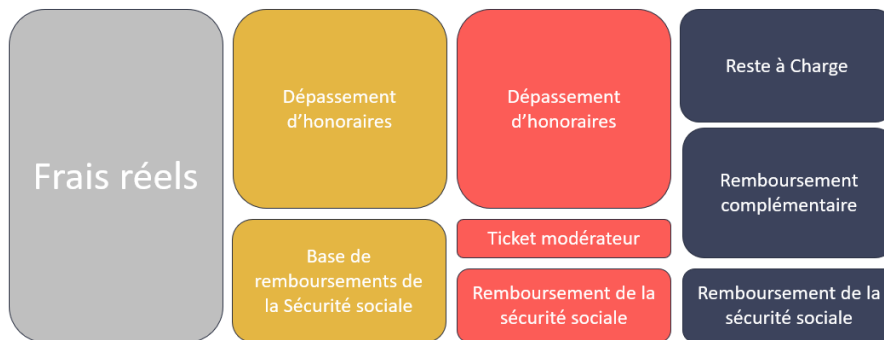 Frais réels
Dépassement
d’honoraires
Base de
remboursements de
la Sécurité sociale
Dépassement
d’honoraires
Ticket modérateur
Remboursement de la
sécurité sociale
Reste à Charge
Remboursement
complémentaire
Remboursement de la
sécurité sociale